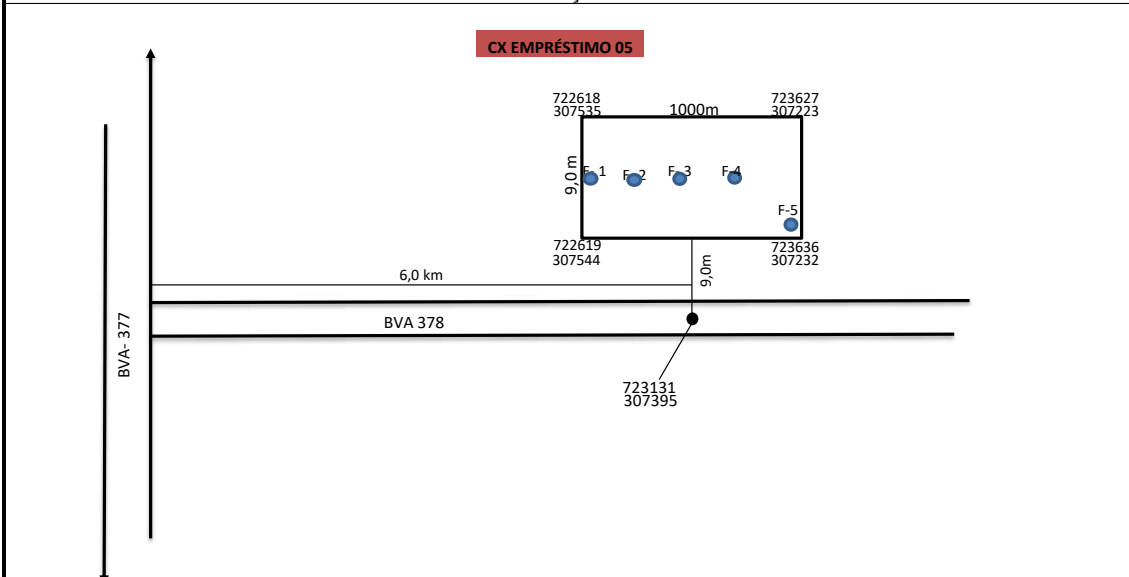 CX EMPRÉSTIMO 05
722618
307535
1000m
723627
307223
9,0 m
F- 1
F- 2
F- 3
F-4
F-5
722619
307544
723636
307232
9,0m
6,0 km
BVA 378
BVA- 377
723131
307395